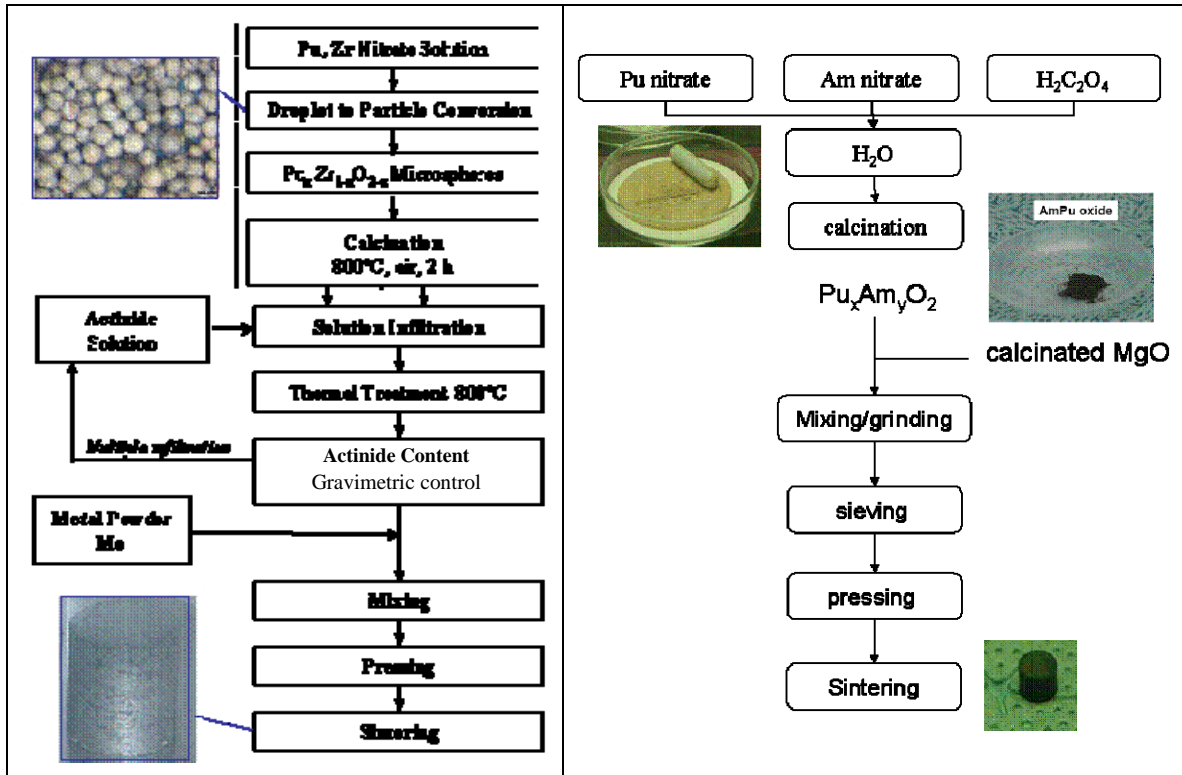 Pu, Zr Nitrate Solution
Droplet to Particle Conversion
Zr1-xO2-x Microspheres
Calcination
800°C, air, 2 h
Actinide
Solution
Solution Infiltration
Thermal Treatment 800°C
Multiple infiltration
Actinide Content
Gravimetric control
Metal Powder
Mo
Mixing
Pressing
Sintering
Pu nitrate
Am nitrate
H₂C₂O₄
H₂O
calcination
AmPu oxide
PuₓAmᵧO₂
calcinated MgO
Mixing/grinding
sieving
pressing
Sintering